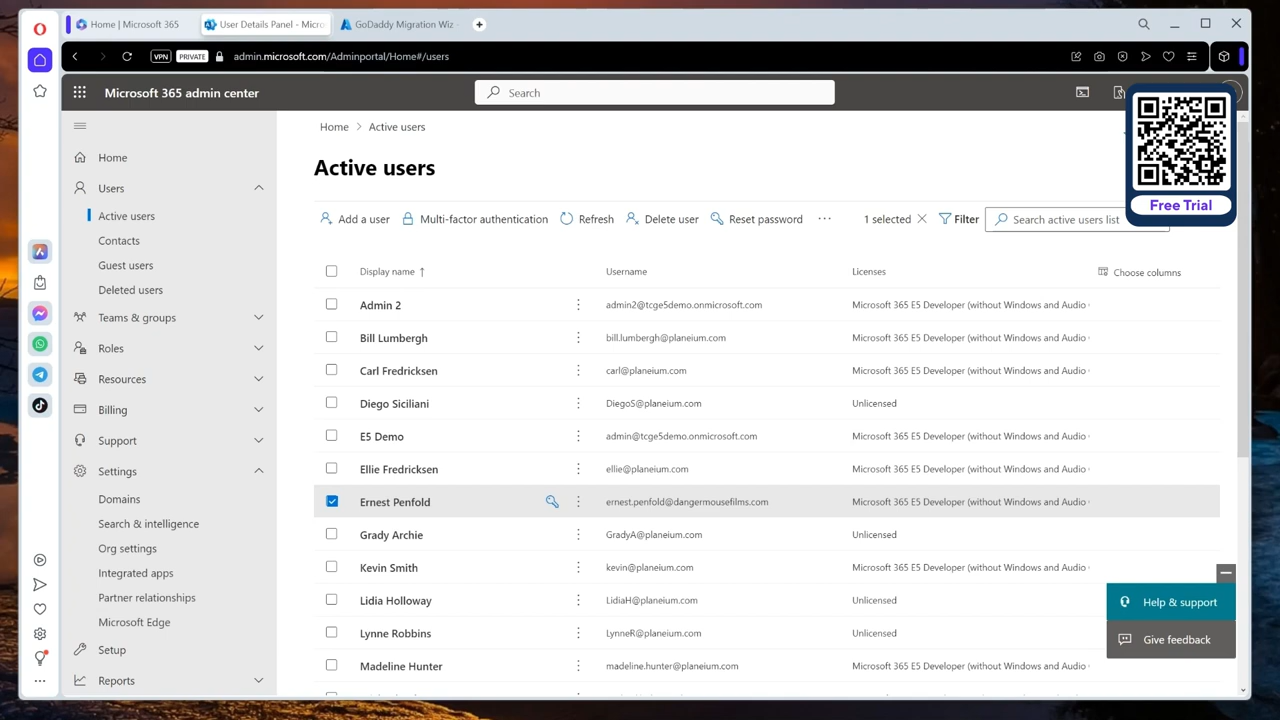 Home | Microsoft 365
User Details Panel - Micro
GoDaddy Migration Wiz
VPN
PRIVATE
admin.microsoft.com/Adminportal/Home#/users
Microsoft 365 admin center
Search
Free Trial
Home
Users
Active users
Contacts
Guest users
Deleted users
Teams & groups
Roles
Resources
Billing
Support
Settings
Domains
Search & intelligence
Org settings
Integrated apps
Partner relationships
Microsoft Edge
Setup
Reports
Home > Active users
Active users
Add a user Multi-factor authentication Refresh Delete user Reset password ··· 1 selected Filter Search active users list
Display name ↑ Username Licenses Choose columns
Admin 2 admin2@tcge5demo.onmicrosoft.com Microsoft 365 E5 Developer (without Windows and Audio
Bill Lumbergh bill.lumbergh@planeium.com Microsoft 365 E5 Developer (without Windows and Audio
Carl Fredricksen carl@planeium.com Microsoft 365 E5 Developer (without Windows and Audio
Diego Siciliani DiegoS@planeium.com Unlicensed
E5 Demo admin@tcge5demo.onmicrosoft.com Microsoft 365 E5 Developer (without Windows and Audio
Ellie Fredricksen ellie@planeium.com Microsoft 365 E5 Developer (without Windows and Audio
Ernest Penfold ernest.penfold@dangermousefilms.com Microsoft 365 E5 Developer (without Windows and Audio
Grady Archie GradyA@planeium.com Unlicensed
Kevin Smith kevin@planeium.com Microsoft 365 E5 Developer (without Windows and Audio
Lidia Holloway LidiaH@planeium.com Unlicensed
Lynne Robbins LynneR@planeium.com Unlicensed
Madeline Hunter madeline.hunter@planeium.com Microsoft 365 E5 Developer (without Windows and Audio
Help & support
Give feedback